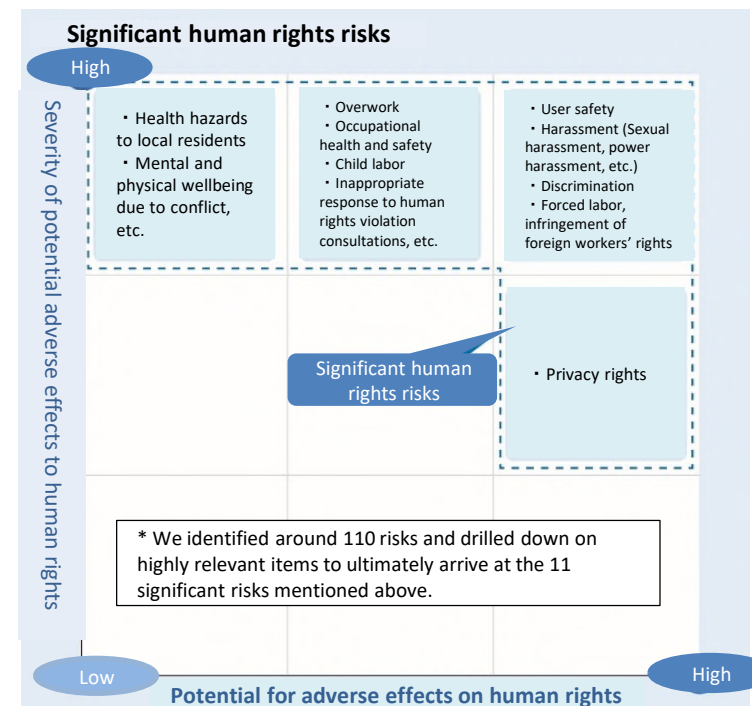 Significant human rights risks
High
Severity of potential adverse effects to human rights
・Health hazards
to local residents
・Mental and
physical wellbeing
due to conflict,
etc.
・Overwork
・Occupational
health and safety
・Child labor
・Inappropriate
response to human
rights violation
consultations, etc.
・User safety
・Harassment (Sexual
harassment, power
harassment, etc.)
・Discrimination
・Forced labor,
infringement of
foreign workers’ rights
Significant human
rights risks
・Privacy rights
* We identified around 110 risks and drilled down on
highly relevant items to ultimately arrive at the 11
significant risks mentioned above.
Low
High
Potential for adverse effects on human rights